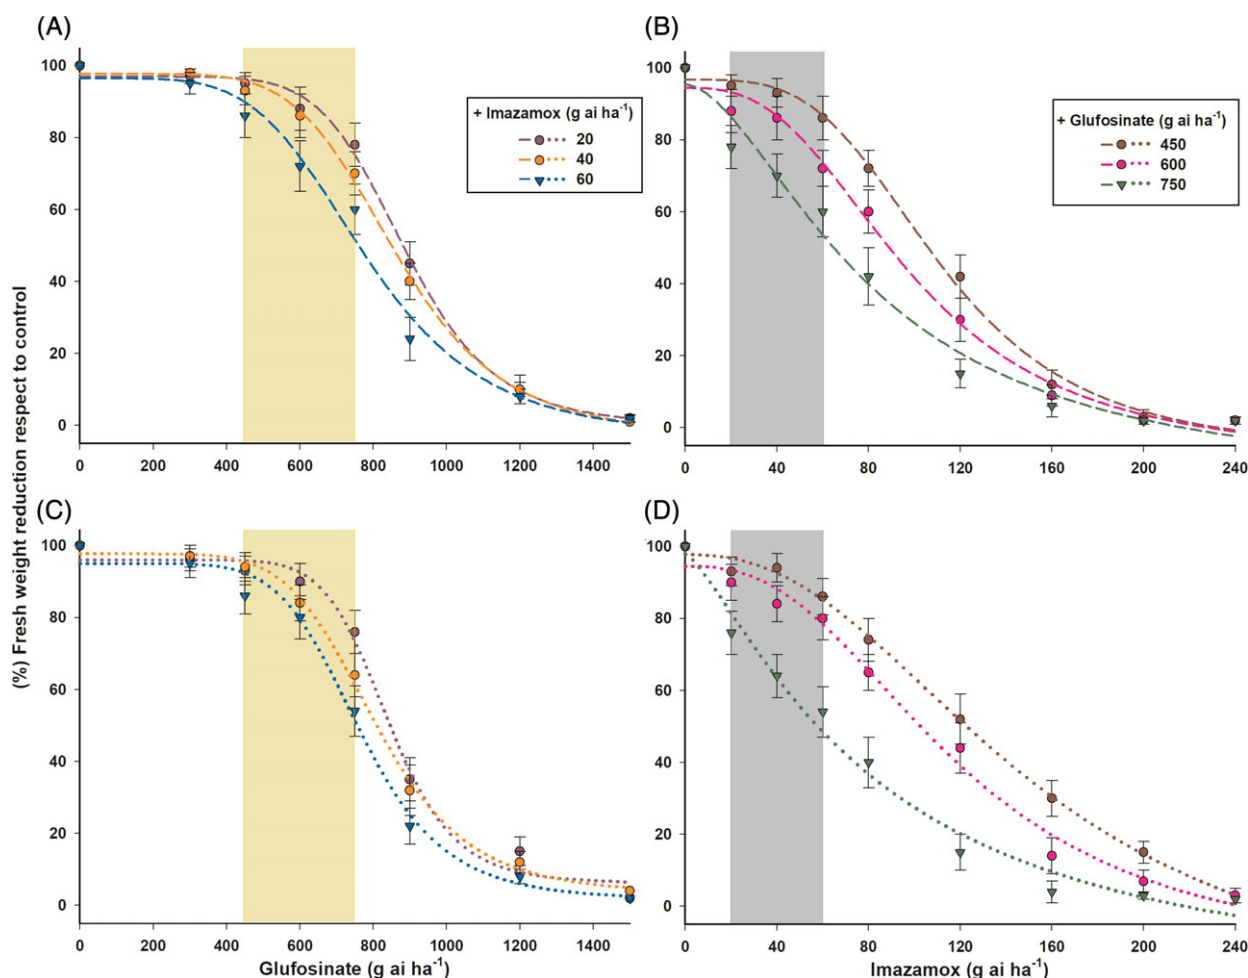 (A)
(B)
100
80
60
40
20
0
+ Imazamox (g ai ha-1)
20
40
60
0 200 400 600 800 1000 1200 1400
100
80
60
40
20
0
+ Glufosinate (g ai ha-1)
450
600
750
0 40 80 120 160 200 240
(%) Fresh weight reduction respect to control
(C)
(D)
100
80
60
40
20
0
0 200 400 600 800 1000 1200 1400
Glufosinate (g ai ha-1)
100
80
60
40
20
0
0 40 80 120 160 200 240
Imazamox (g ai ha-1)